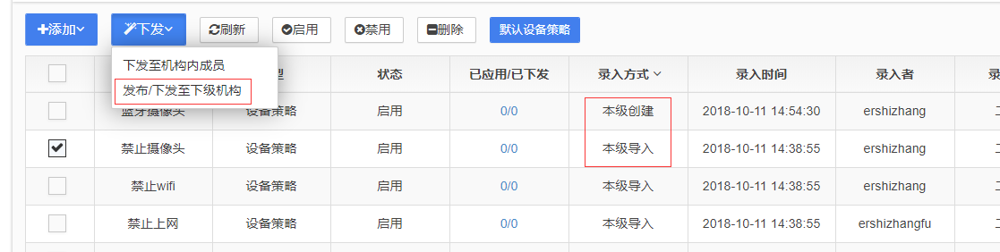 添加 下发 刷新 启用 禁用 删除 默认设备策略
下发至机构内成员
发布/下发至下级机构
型 状态 已应用/已下发 录入方式 录入时间 录入者
蓝牙摄像头 设备策略 启用 0/0 本级创建 2018-10-11 14:54:30 ershizhang
禁止摄像头 设备策略 启用 0/0 本级导入 2018-10-11 14:38:55 ershizhang
禁止wifi 设备策略 启用 0/0 本级导入 2018-10-11 14:38:55 ershizhang
禁止上网 设备策略 启用 0/0 本级导入 2018-10-11 14:38:55 ershizhangfu